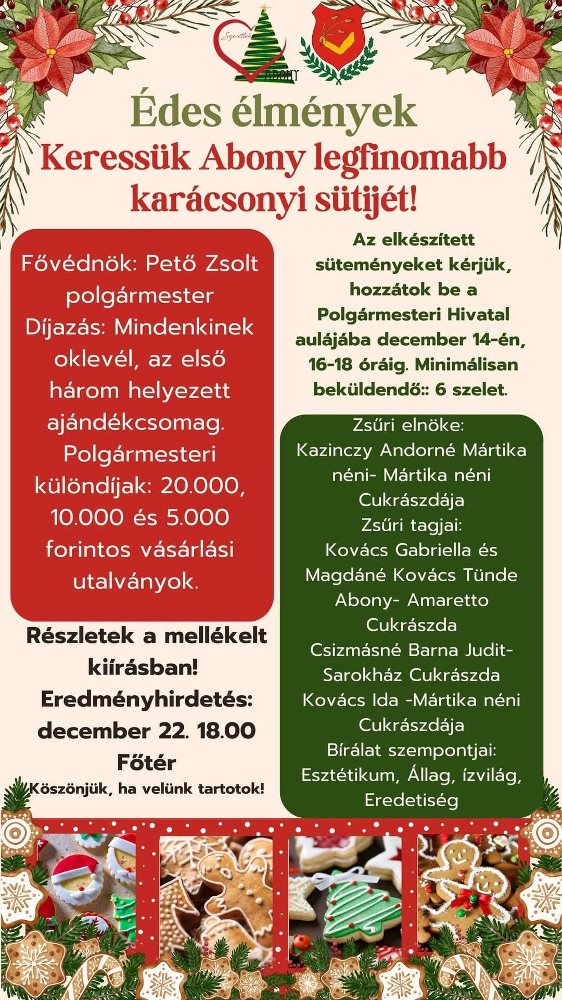 Szeretlek
ABONY
Édes élmények
Keressük Abony legfinomabb
karácsonyi sütijét!
Fővédnök: Pető Zsolt
polgármester
Díjazás: Mindenkinek
oklevél, az első
három helyezett
ajándékcsomag.
Polgármesteri
különdíjak: 20.000,
10.000 és 5.000
forintos vásárlási
utalványok.
Részletek a mellékelt
kiírásban!
Eredményhirdetés:
december 22. 18.00
Főtér
Köszönjük, ha velünk tartotok!
Az elkészített
süteményeket kérjük,
hozzátok be a
Polgármesteri Hivatal
aulájába december 14-én,
16-18 óráig. Minimálisan
beküldendő:: 6 szelet.
Zsűri elnöke:
Kazinczy Andorné Mártika
néni- Mártika néni
Cukrászdája
Zsűri tagjai:
Kovács Gabriella és
Magdáné Kovács Tünde
Abony- Amaretto
Cukrászda
Csizmásné Barna Judit-
Sarokház Cukrászda
Kovács Ida -Mártika néni
Cukrászdája
Bírálat szempontjai:
Esztétikum, Állag, ízvilág,
Eredetiség